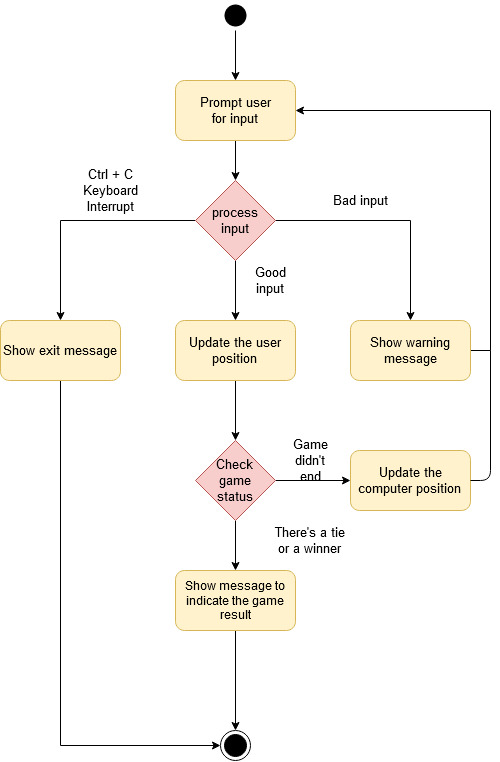 Prompt user
for input
Ctrl + C
Keyboard
Interrupt
process
input
Bad input
Good
input
Show exit message
Update the user
position
Show warning
message
Check
game
status
Game
didn't
end
Update the
computer position
There's a tie
or a winner
Show message to
indicate the game
result